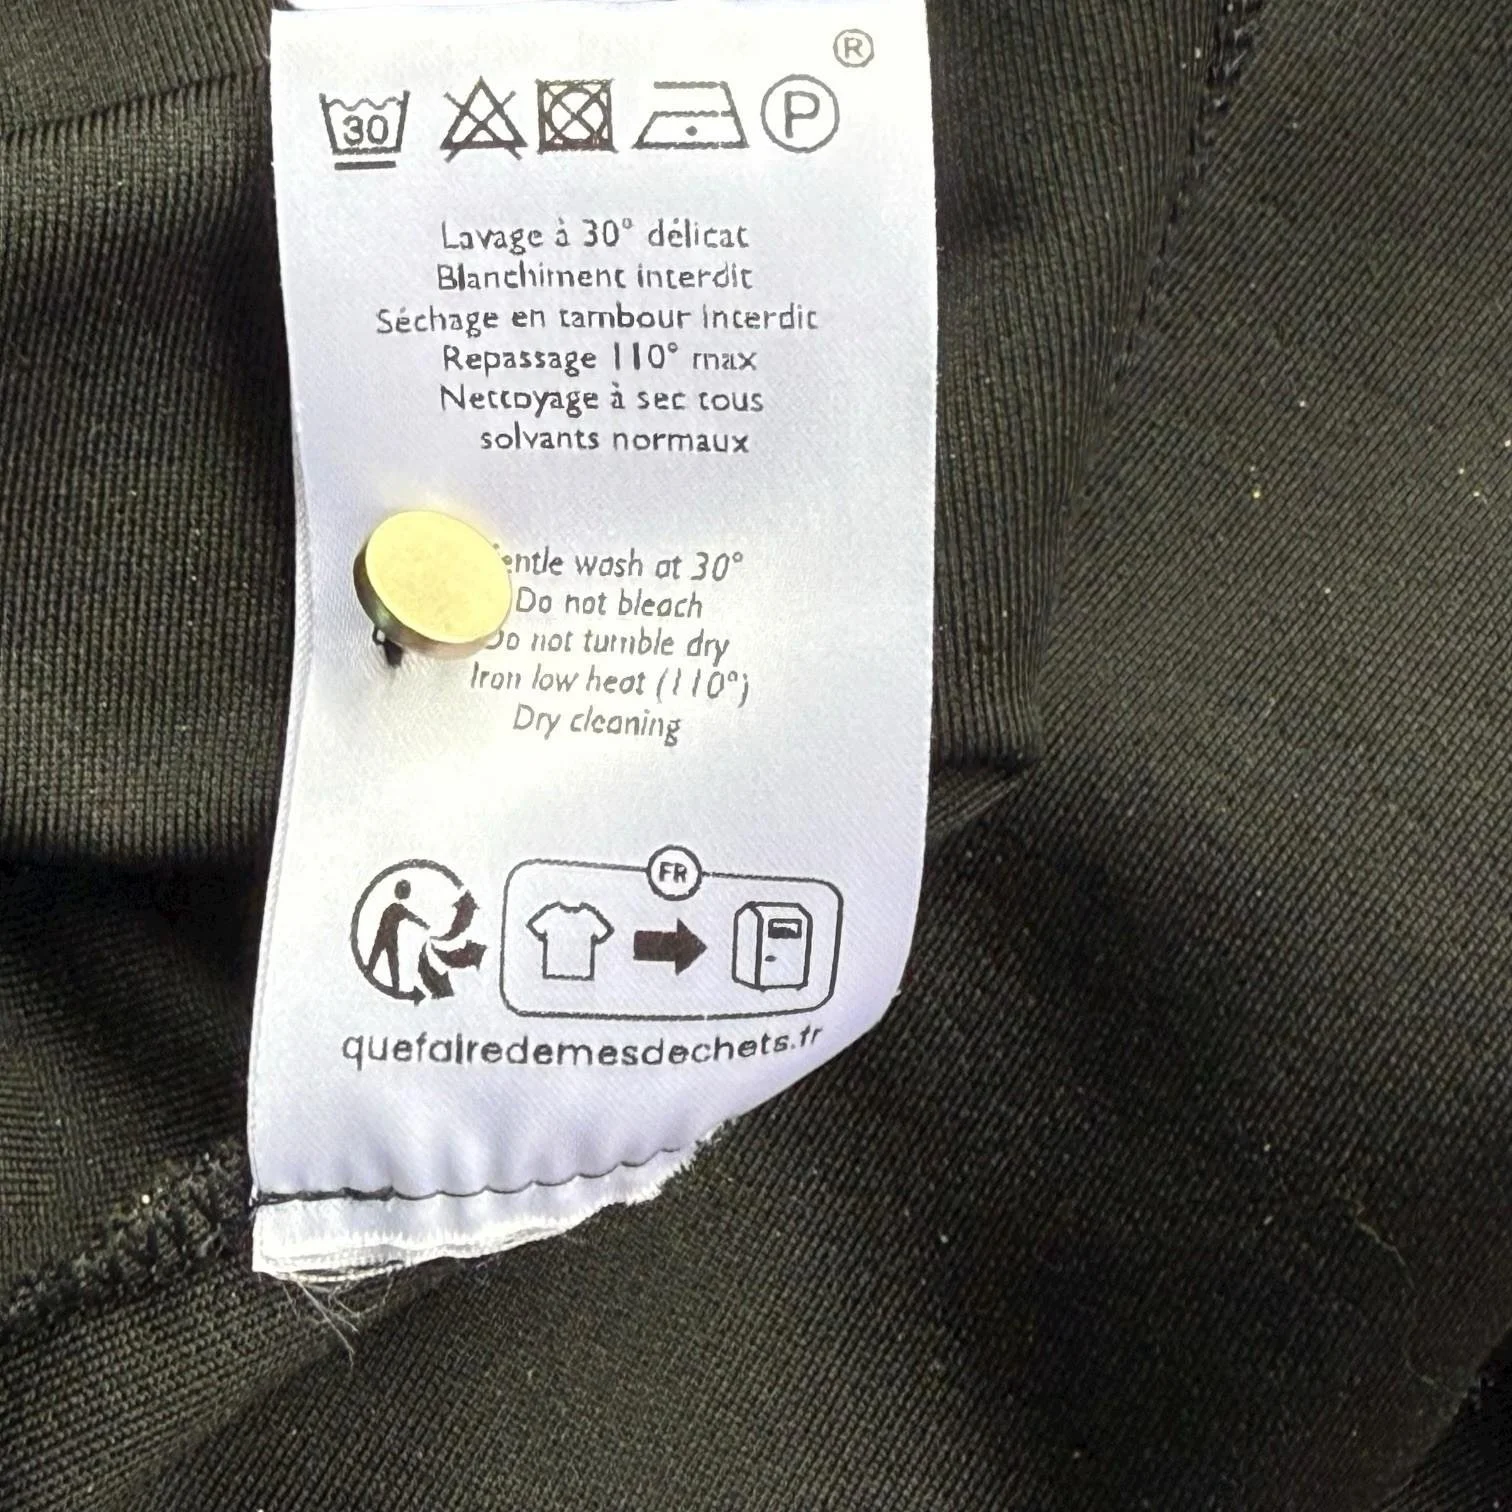 ®
30
P
Lavage à 30° délicat
Blanchiment interdit
Séchage en tambour interdit
Repassage 110° max
Nettoyage à sec tous
solvants normaux
wash at 30°
Do not bleach
not tumble dry
Iron low heat (110°)
Dry cleaning
FR
quefairedemesdechets.fr